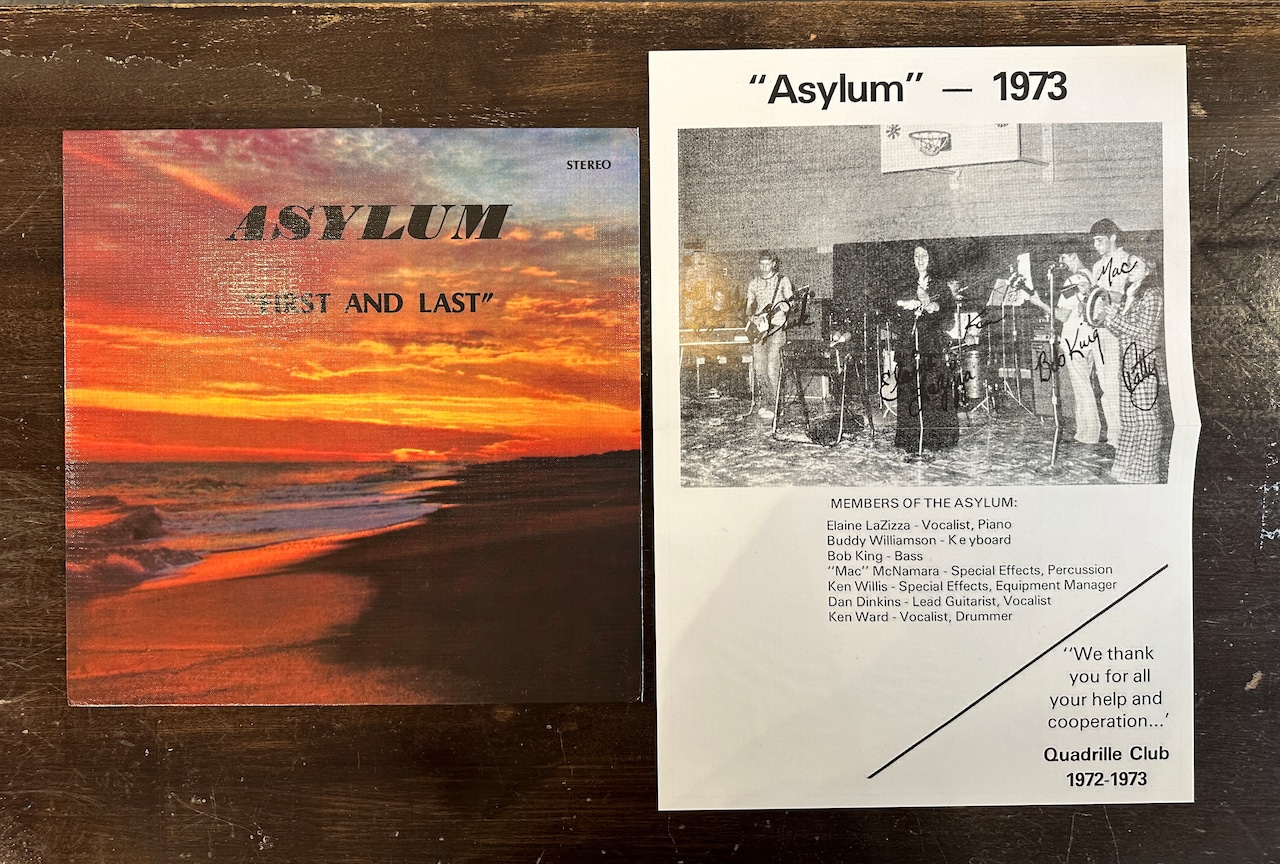 STEREO
ASYLUM
"FIRST AND LAST"
"Asylum" — 1973
Mac
Ken
Bob King
Patty
MEMBERS OF THE ASYLUM:
Elaine LaZizza - Vocalist, Piano
Buddy Williamson - Keyboard
Bob King - Bass
"Mac" McNamara - Special Effects, Percussion
Ken Willis - Special Effects, Equipment Manager
Dan Dinkins - Lead Guitarist, Vocalist
Ken Ward - Vocalist, Drummer
"We thank
you for all
your help and
cooperation...'
Quadrille Club
1972-1973